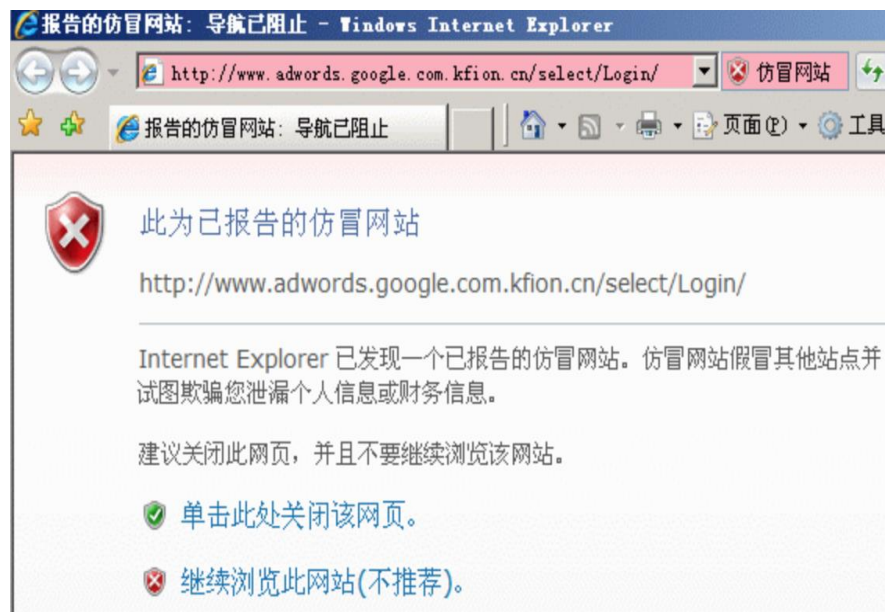 报告的仿冒网站: 导航已阻止 - Windows Internet Explorer
http://www.adwords.google.com.kfion.cn/select/Login/ 仿冒网站
报告的仿冒网站: 导航已阻止 页面(P) 工具
此为已报告的仿冒网站
http://www.adwords.google.com.kfion.cn/select/Login/
Internet Explorer 已发现一个已报告的仿冒网站。仿冒网站假冒其他站点并
试图欺骗您泄漏个人信息或财务信息。
建议关闭此网页，并且不要继续浏览该网站。
单击此处关闭该网页。
继续浏览此网站(不推荐)。